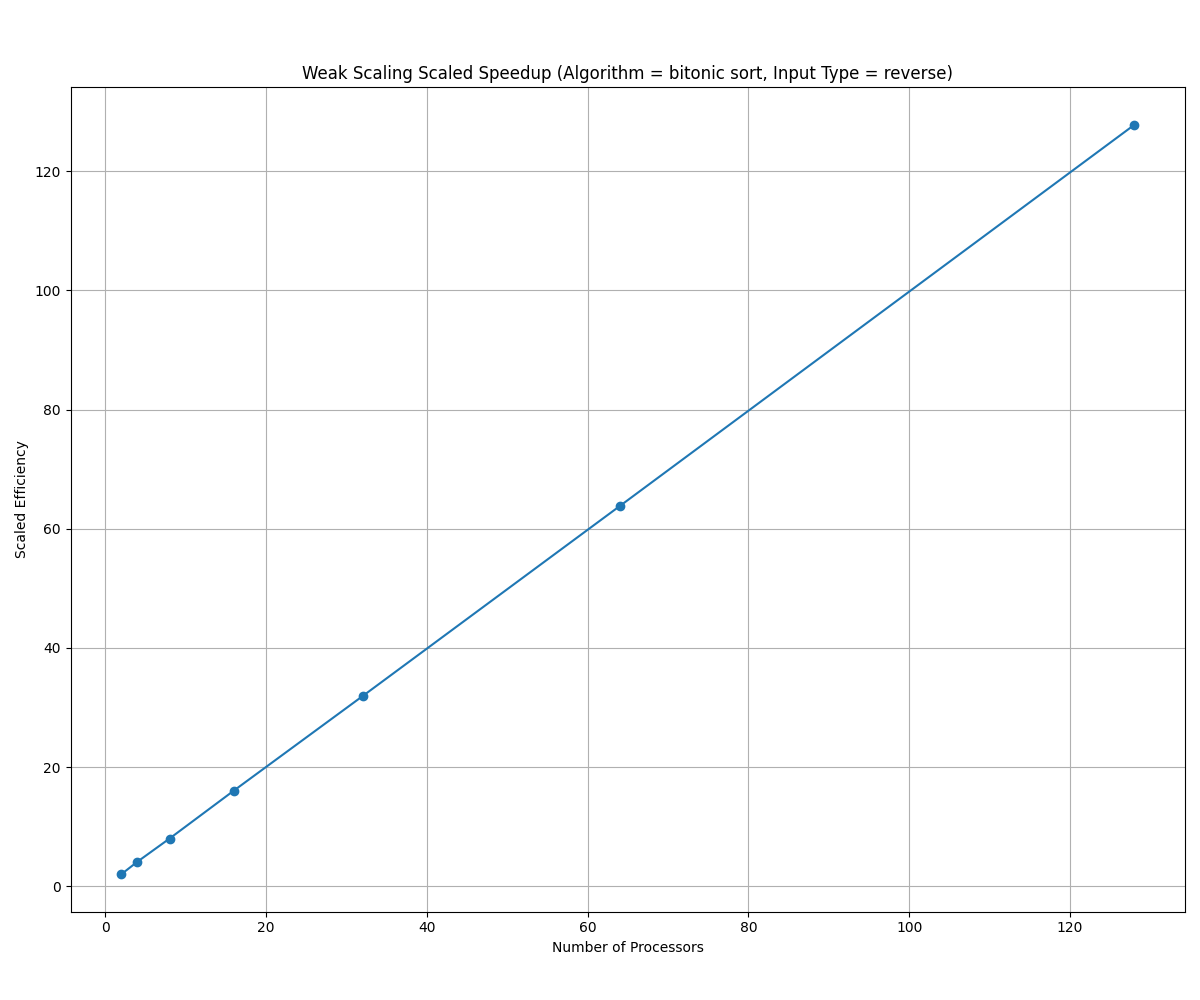 Weak Scaling Scaled Speedup (Algorithm = bitonic sort, Input Type = reverse)
120
100
80
60
40
20
0
Scaled Efficiency
0 20 40 60 80 100 120
Number of Processors